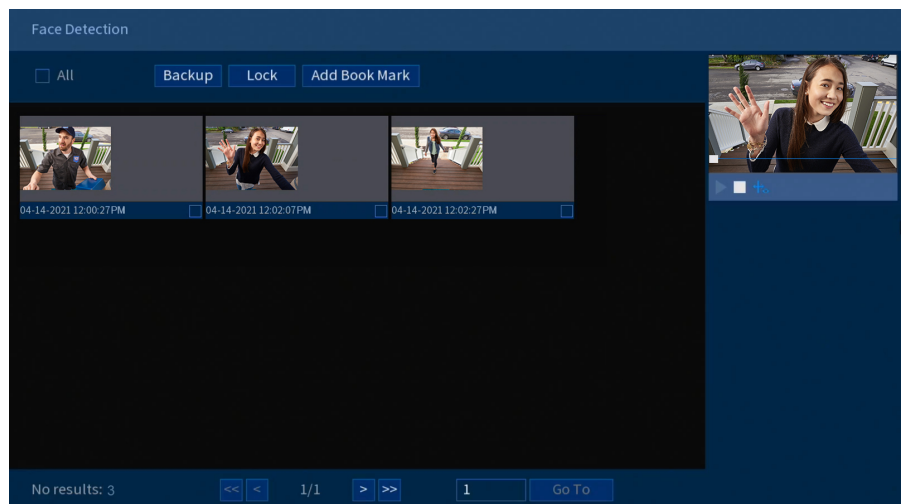 Face Detection
All Backup Lock Add Book Mark
04-14-2021 12:00:27PM 04-14-2021 12:02:07PM 04-14-2021 12:02:27PM
No results: 3 << < 1/1 > >> 1 Go To